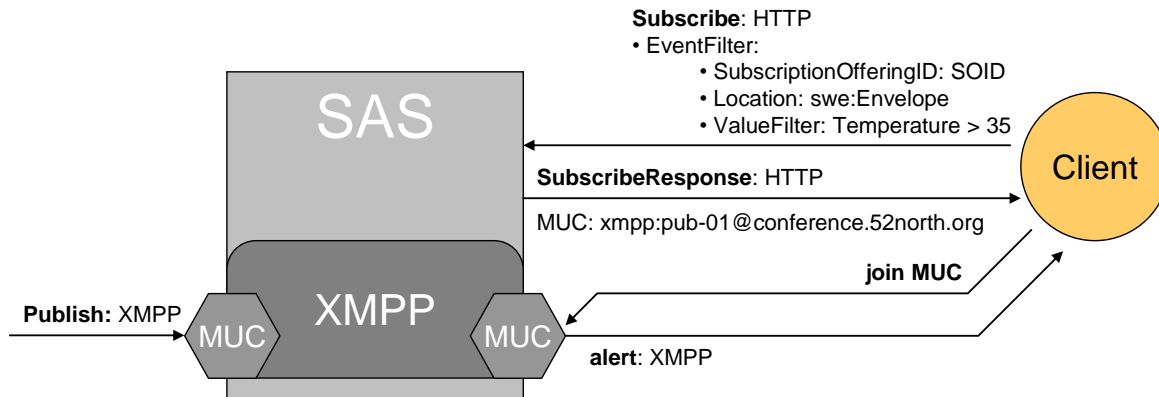 Subscribe: HTTP
• EventFilter:
• SubscriptionOfferingID: SOID
• Location: swe:Envelope
• ValueFilter: Temperature > 35
SAS
Client
SubscribeResponse: HTTP
MUC: xmpp:pub-01@conference.52north.org
join MUC
Publish: XMPP
MUC
XMPP
MUC
alert: XMPP